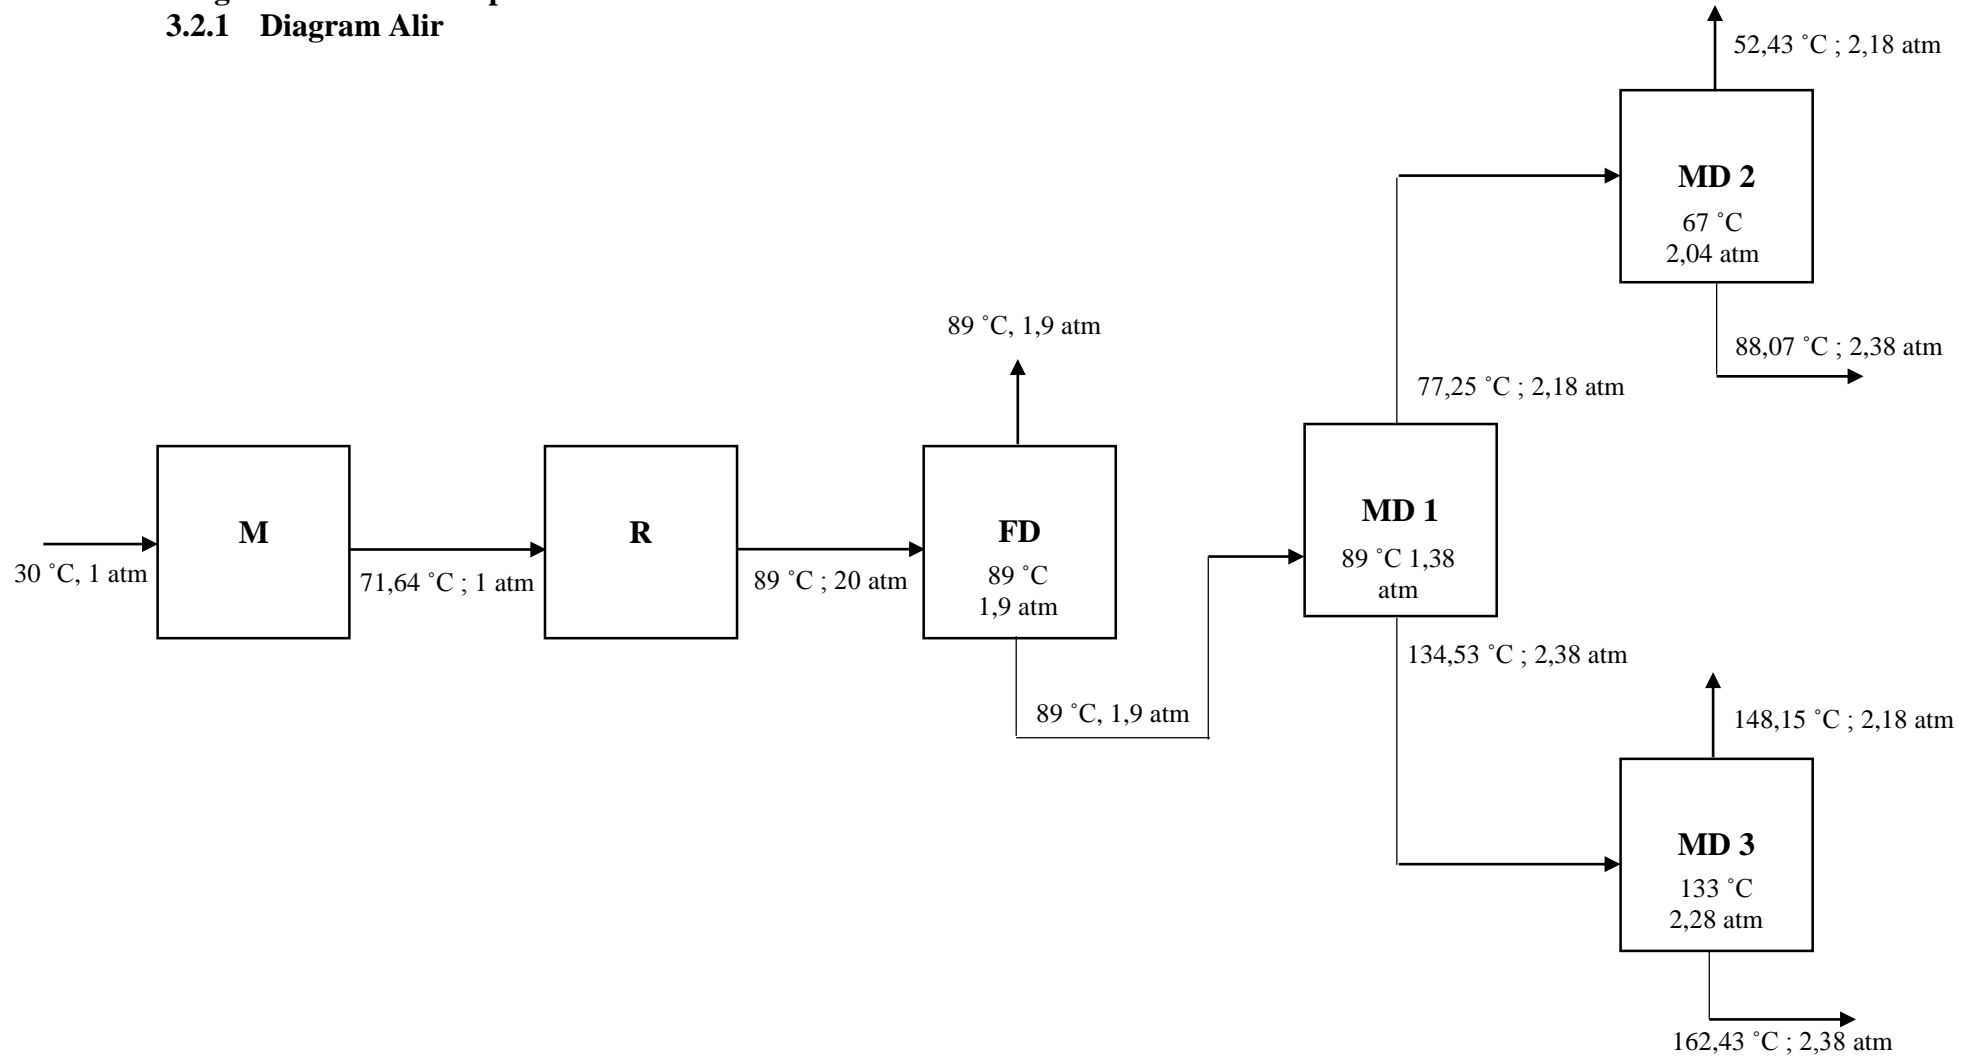 3.2.1 Diagram Alir
52,43 ˚C ; 2,18 atm
MD 2
67 ˚C
2,04 atm
88,07 ˚C ; 2,38 atm
89 ˚C, 1,9 atm
77,25 ˚C ; 2,18 atm
M
R
FD
89 ˚C
1,9 atm
MD 1
89 ˚C 1,38
atm
30 ˚C, 1 atm
71,64 ˚C ; 1 atm
89 ˚C ; 20 atm
134,53 ˚C ; 2,38 atm
89 ˚C, 1,9 atm
148,15 ˚C ; 2,18 atm
MD 3
133 ˚C
2,28 atm
162,43 ˚C ; 2,38 atm